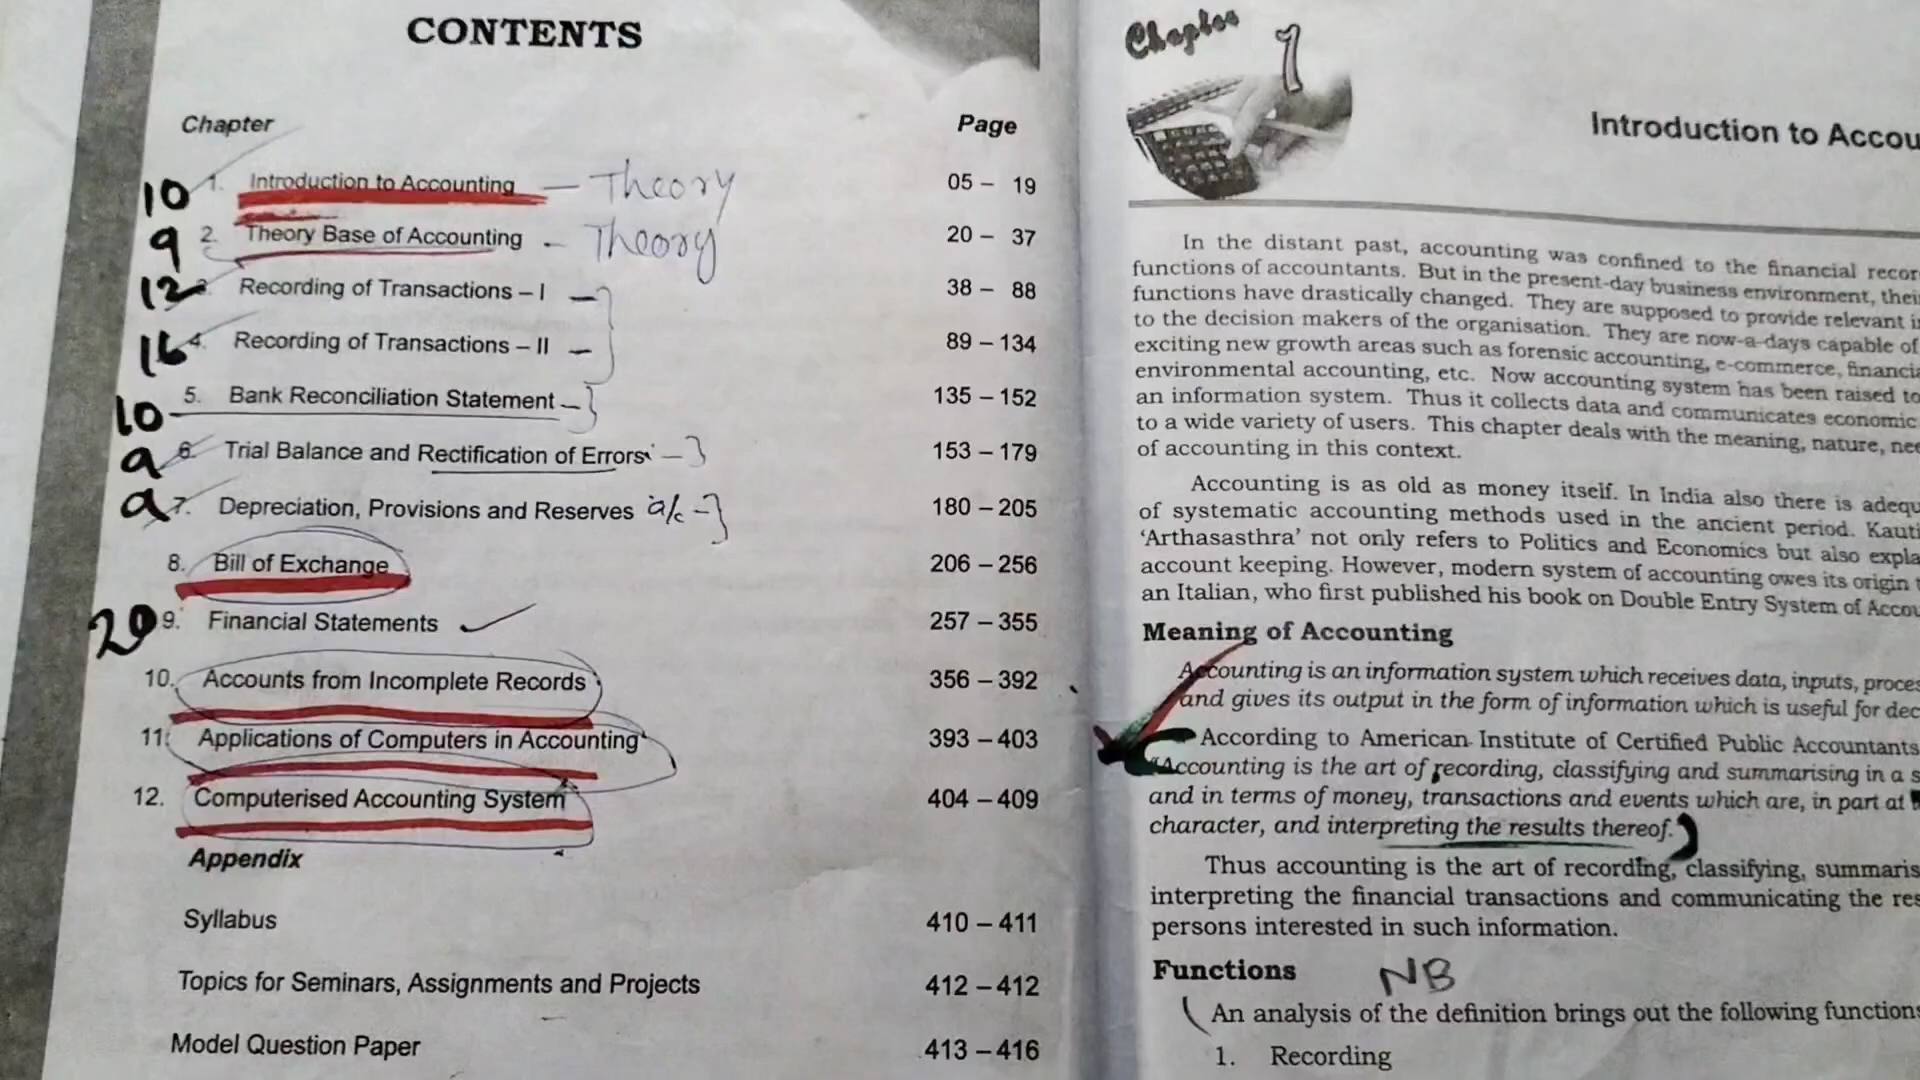 CONTENTS
Chapter Page
10 1. Introduction to Accounting — Theory 05 – 19
9 2. Theory Base of Accounting - Theory 20 – 37
12 3. Recording of Transactions – I 38 – 88
16 4. Recording of Transactions – II 89 – 134
10 5. Bank Reconciliation Statement 135 – 152
9 6. Trial Balance and Rectification of Errors 153 – 179
9 7. Depreciation, Provisions and Reserves a/c 180 – 205
8. Bill of Exchange 206 – 256
20 9. Financial Statements 257 – 355
10. Accounts from Incomplete Records 356 – 392
11. Applications of Computers in Accounting 393 – 403
12. Computerised Accounting System 404 – 409
Appendix
Syllabus 410 – 411
Topics for Seminars, Assignments and Projects 412 – 412
Model Question Paper 413 – 416
Chapter 1
Introduction to Accou
In the distant past, accounting was confined to the financial recor
functions of accountants. But in the present-day business environment, thei
functions have drastically changed. They are supposed to provide relevant i
to the decision makers of the organisation. They are now-a-days capable of
exciting new growth areas such as forensic accounting, e-commerce, financia
environmental accounting, etc. Now accounting system has been raised to
an information system. Thus it collects data and communicates economic
to a wide variety of users. This chapter deals with the meaning, nature, nee
of accounting in this context.
Accounting is as old as money itself. In India also there is adequ
of systematic accounting methods used in the ancient period. Kauti
‘Arthasasthra’ not only refers to Politics and Economics but also expla
account keeping. However, modern system of accounting owes its origin t
an Italian, who first published his book on Double Entry System of Accou
Meaning of Accounting
Accounting is an information system which receives data, inputs, proces
and gives its output in the form of information which is useful for dec
According to American Institute of Certified Public Accountants
“Accounting is the art of recording, classifying and summarising in a s
and in terms of money, transactions and events which are, in part at
character, and interpreting the results thereof.
Thus accounting is the art of recording, classifying, summaris
interpreting the financial transactions and communicating the res
persons interested in such information.
Functions NB
An analysis of the definition brings out the following function
1. Recording